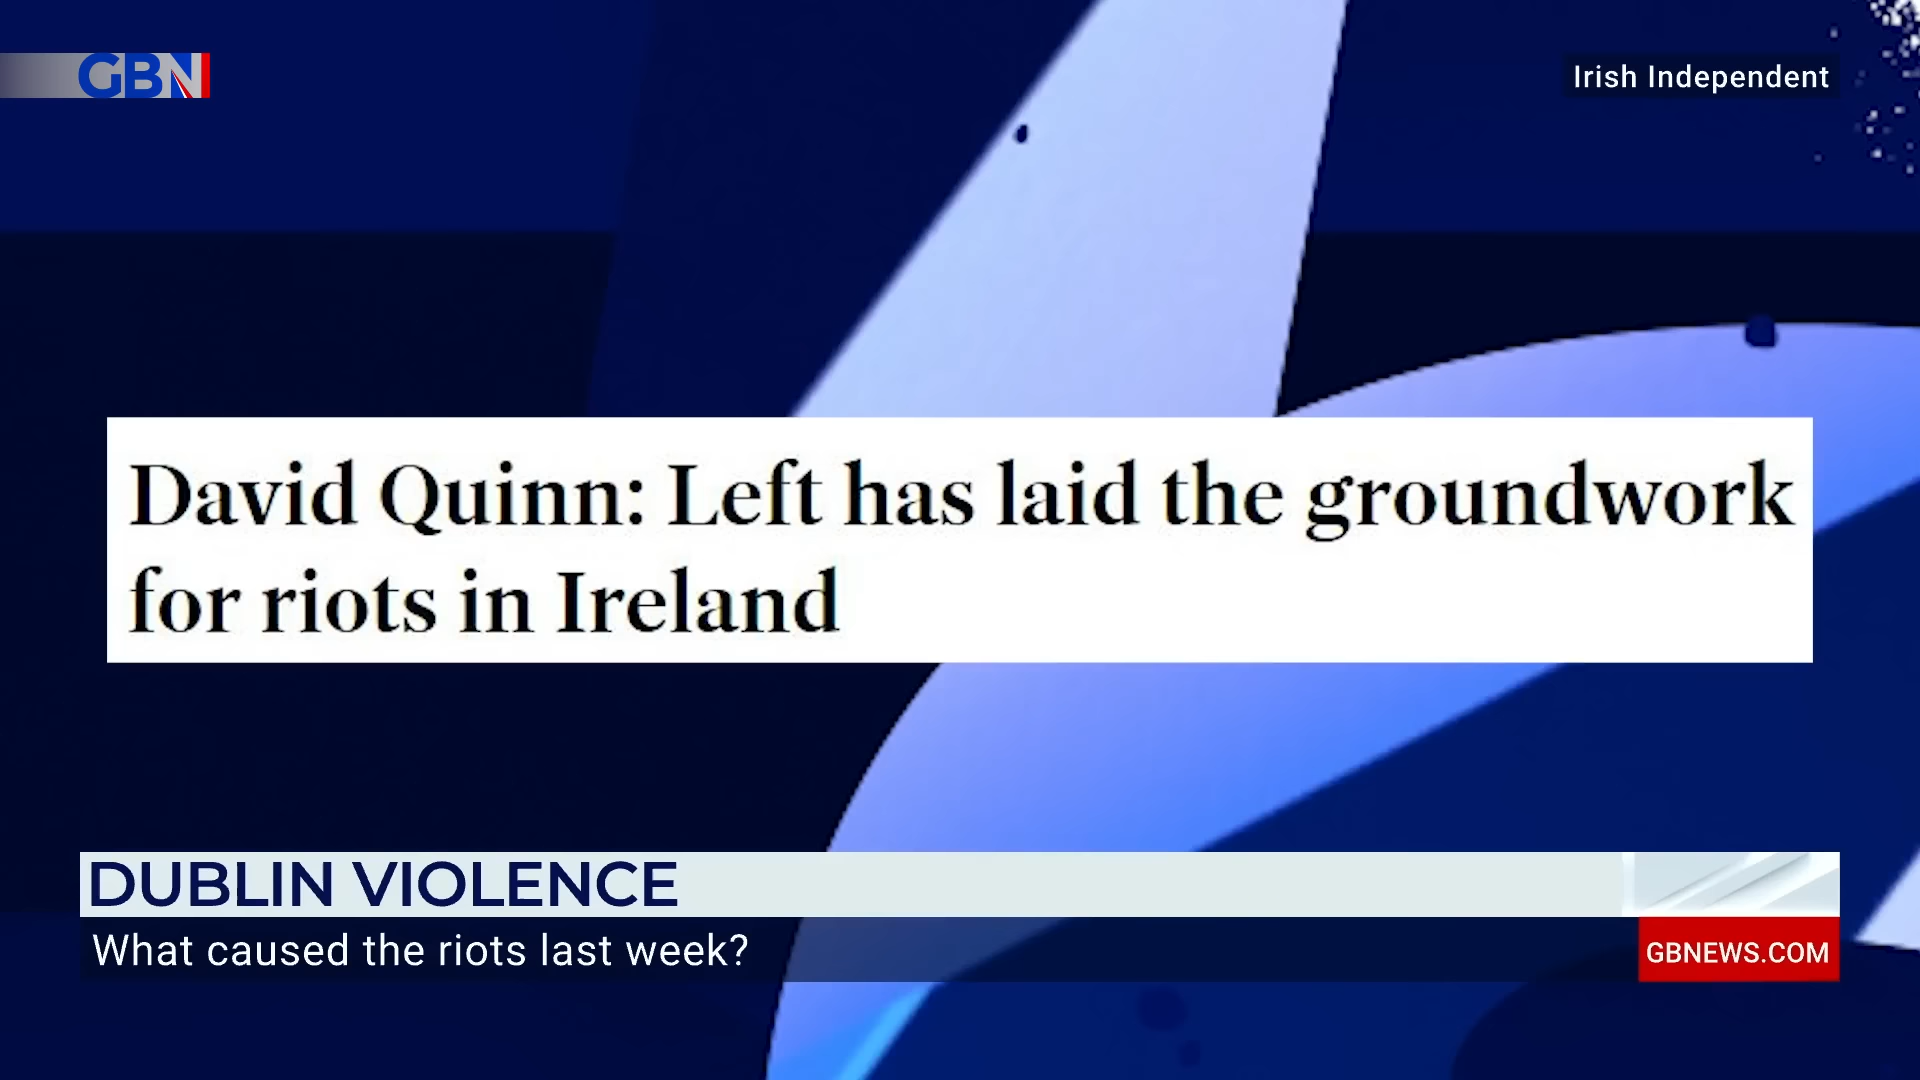 GBN
Irish Independent
David Quinn: Left has laid the groundwork
for riots in Ireland
DUBLIN VIOLENCE
What caused the riots last week?
GBNEWS.COM